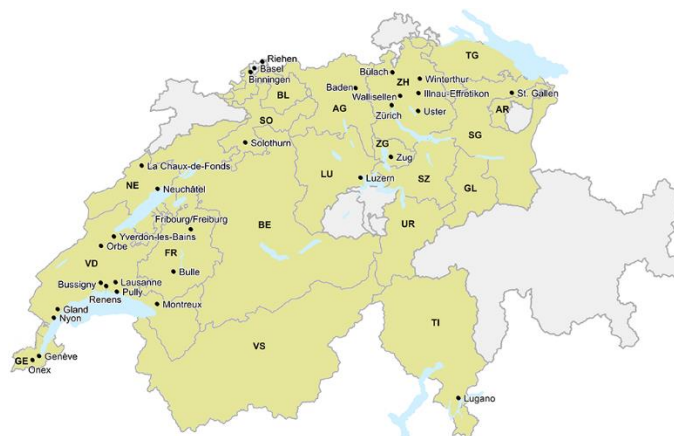 Riehen
Basel
Binningen
BL
Bülach
ZH
Winterthur
TG
Baden
Wallisellen
Illnau-Effretikon
St. Gallen
AG
Zürich
Uster
AR
SO
Solothurn
ZG
Zug
SG
La Chaux-de-Fonds
LU
Luzern
SZ
GL
NE
Neuchâtel
Fribourg/Freiburg
BE
UR
Yverdon-les-Bains
Orbe
FR
VD
Bulle
Bussigny
Lausanne
Renens
Pully
Montreux
Gland
Nyon
TI
VS
GE
Genève
Onex
Lugano